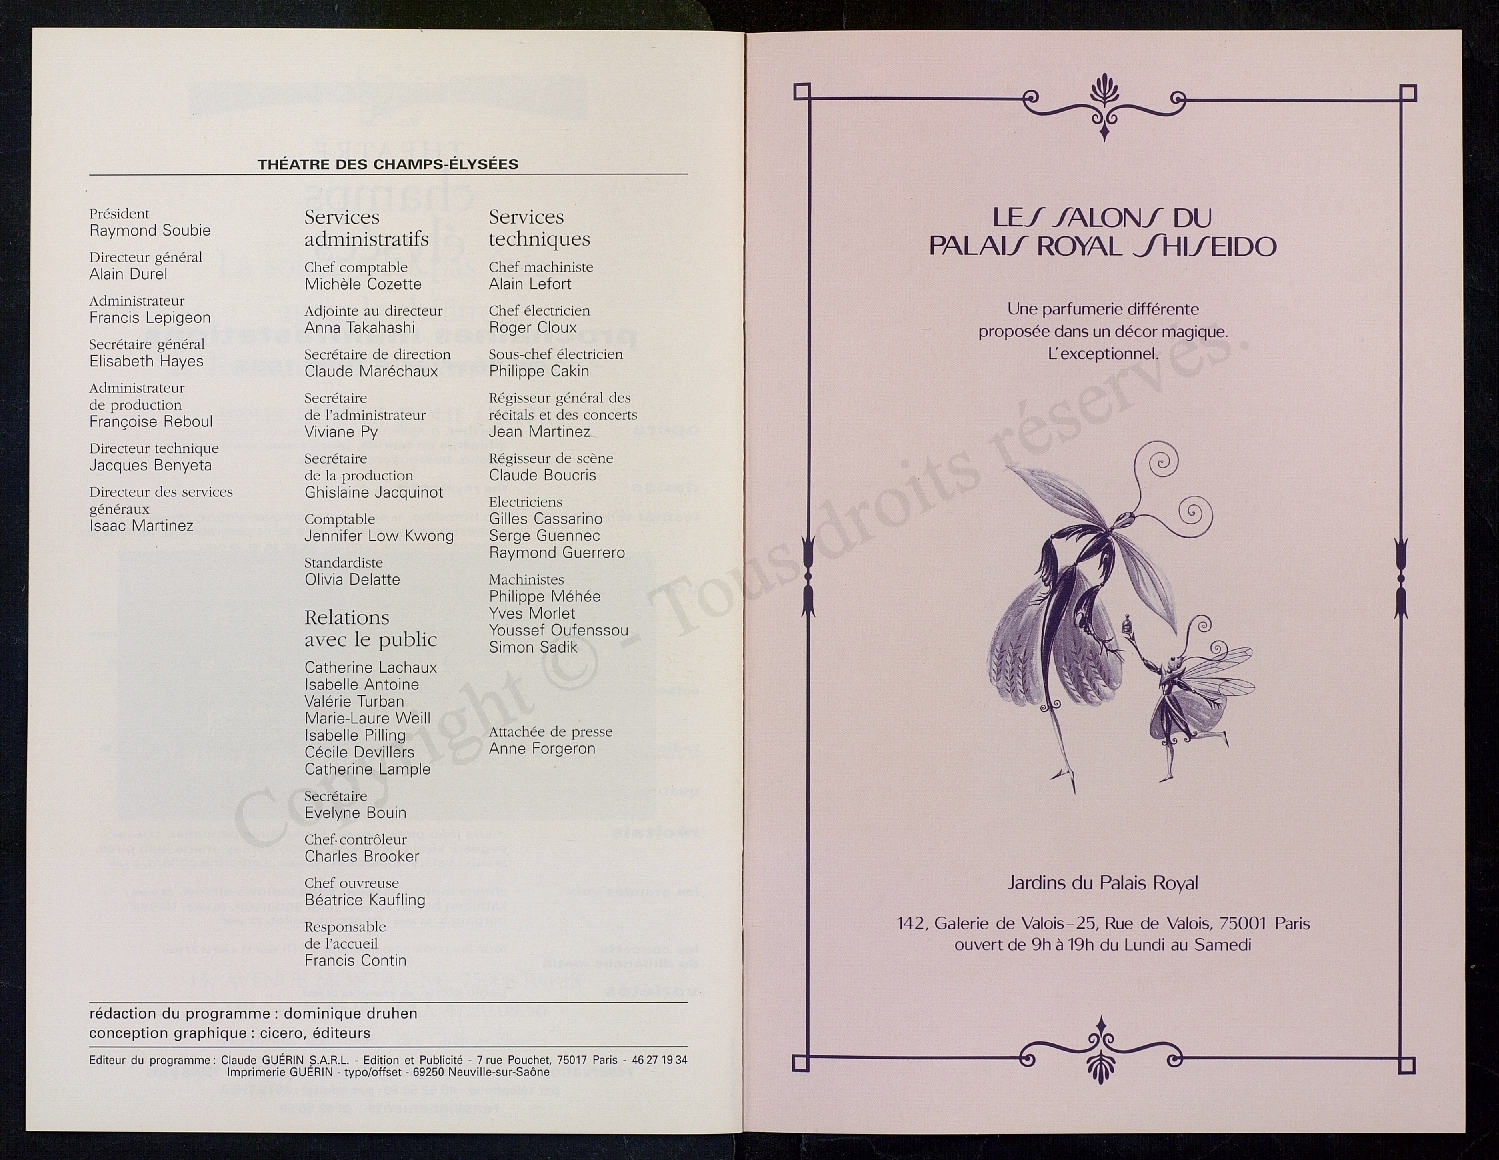 THÉATRE DES CHAMPS-ÉLYSÉES
Président
Raymond Soubie
Directeur général
Alain Durel
Administrateur
Francis Lepigeon
Secrétaire général
Elisabeth Hayes
Administrateur
de production
Françoise Reboul
Directeur technique
Jacques Benyeta
Directeur des services
généraux
Isaac Martinez
Services
administratifs
Chef comptable
Michèle Cozette
Adjointe au directeur
Anna Takahashi
Secrétaire de direction
Claude Maréchaux
Secrétaire
de l'administrateur
Viviane Py
Secrétaire
de la production
Ghislaine Jacquinot
Comptable
Jennifer Low Kwong
Standardiste
Olivia Delatte
Relations
avec le public
Catherine Lachaux
Isabelle Antoine
Valérie Turban
Marie-Laure Weill
Isabelle Pilling
Cécile Devillers
Catherine Lample
Secrétaire
Evelyne Bouin
Chef-contrôleur
Charles Brooker
Chef ouvreuse
Béatrice Kaufling
Responsable
de l'accueil
Francis Contin
Services
techniques
Chef machiniste
Alain Lefort
Chef électricien
Roger Cloux
Sous-chef électricien
Philippe Cakin
Régisseur général des
récitals et des concerts
Jean Martinez
Régisseur de scène
Claude Boucris
Electriciens
Gilles Cassarino
Serge Guennec
Raymond Guerrero
Machinistes
Philippe Méhée
Yves Morlet
Youssef Oufenssou
Simon Sadik
Attachée de presse
Anne Forgeron
rédaction du programme : dominique druhen
conception graphique : cicero, éditeurs
Editeur du programme : Claude GUÉRIN S.A.R.L. - Edition et Publicité - 7 rue Pouchet, 75017 Paris - 46 27 19 34
Imprimerie GUÉRIN - typo/offset - 69250 Neuville-sur-Saône
LES SALONS DU
PALAIS ROYAL SHISEIDO
Une parfumerie différente
proposée dans un décor magique.
L'exceptionnel.
Jardins du Palais Royal
142, Galerie de Valois-25, Rue de Valois, 75001 Paris
ouvert de 9h à 19h du Lundi au Samedi
Copyright © - Tous droits réservés.